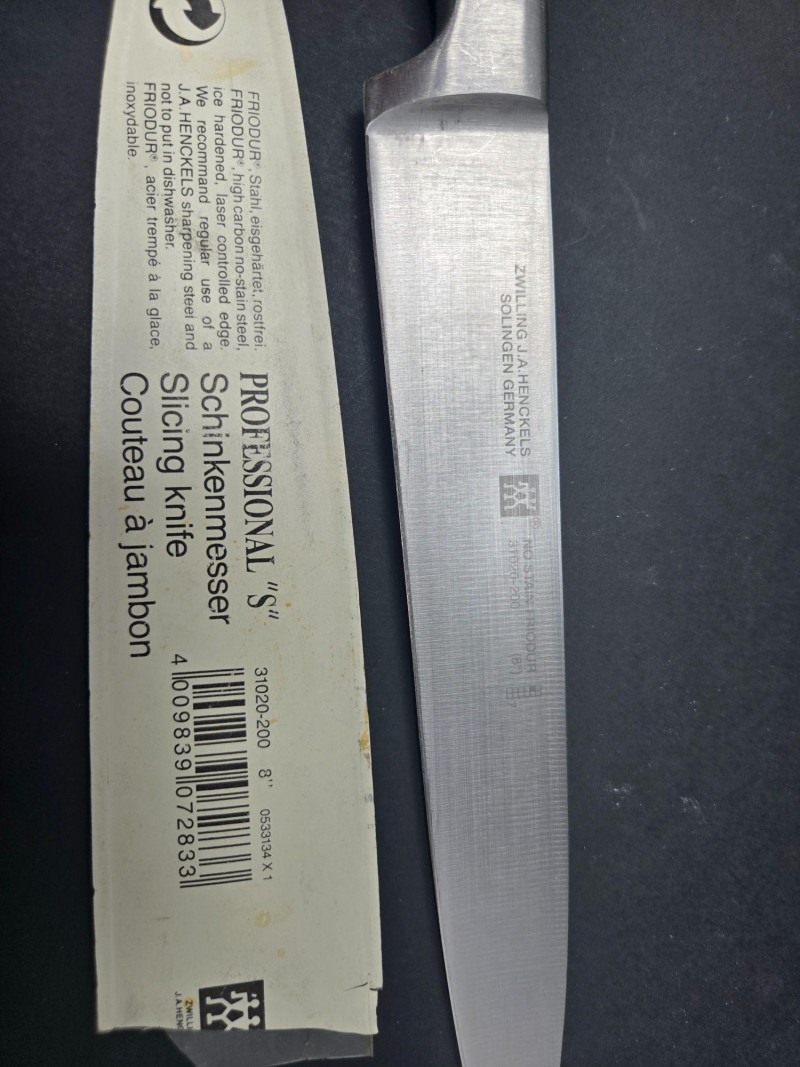 FRIODUR®, Stahl, eisgehärtet, rostfrei.
FRIODUR®, high carbon no-stain steel,
ice hardened, laser controlled edge.
We recommand regular use of a
J.A.HENCKELS sharpening steel and
not to put in dishwasher.
FRIODUR®, acier trempé à la glace,
inoxydable.
PROFESSIONAL "S"
Schinkenmesser
Slicing knife
Couteau à jambon
31020-200 8" 0533134 X 1
4 009839 072833
ZWILLING J.A.HENCKELS
SOLINGEN GERMANY
® NO STAIN FRIODUR
31020-200 (8")